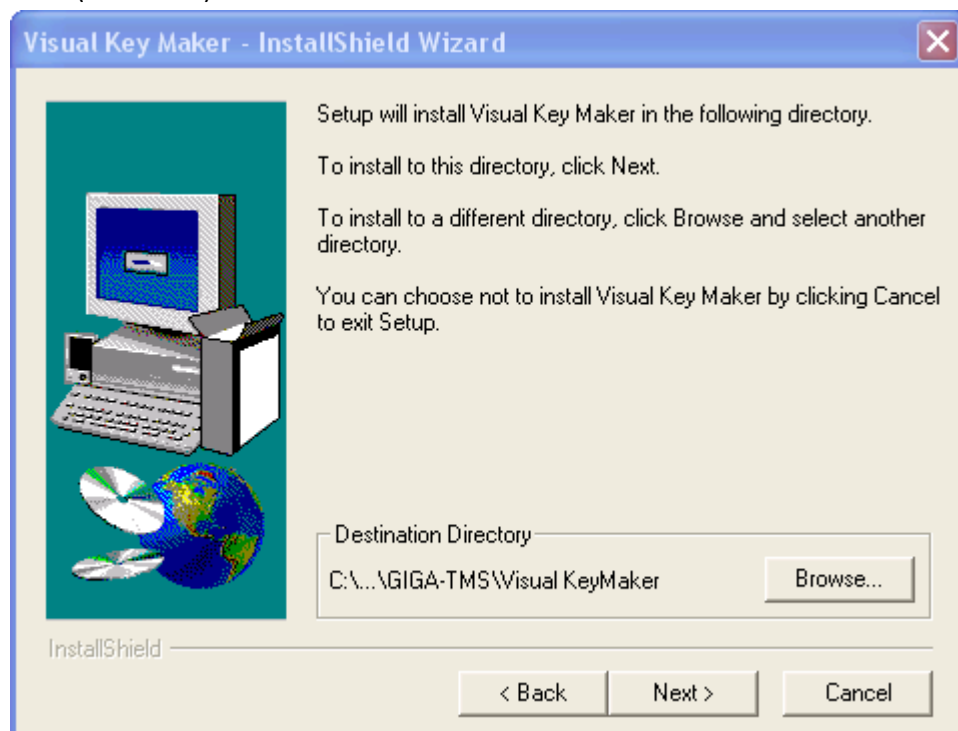 Visual Key Maker - InstallShield Wizard
Setup will install Visual Key Maker in the following directory.
To install to this directory, click Next.
To install to a different directory, click Browse and select another
directory.
You can choose not to install Visual Key Maker by clicking Cancel
to exit Setup.
Destination Directory
C:\...\GIGA-TMS\Visual KeyMaker
Browse...
InstallShield
< Back
Next >
Cancel